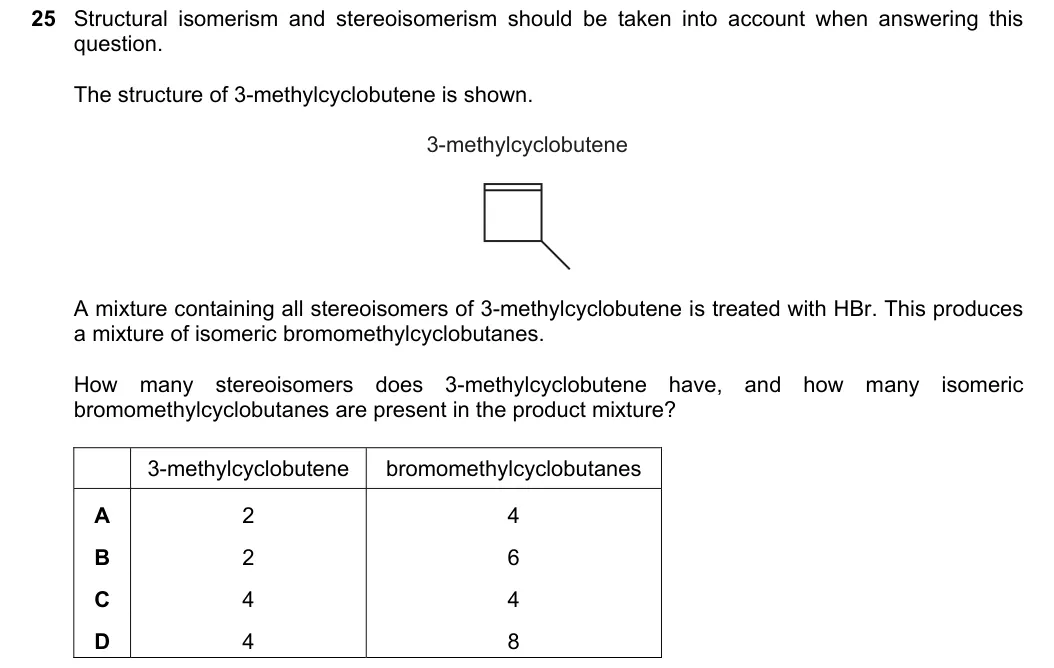 25 Structural isomerism and stereoisomerism should be taken into account when answering this
question.
The structure of 3-methylcyclobutene is shown.
3-methylcyclobutene
A mixture containing all stereoisomers of 3-methylcyclobutene is treated with HBr. This produces
a mixture of isomeric bromomethylcyclobutanes.
How many stereoisomers does 3-methylcyclobutene have, and how many isomeric
bromomethylcyclobutanes are present in the product mixture?
3-methylcyclobutene bromomethylcyclobutanes
A 2 4
B 2 6
C 4 4
D 4 8